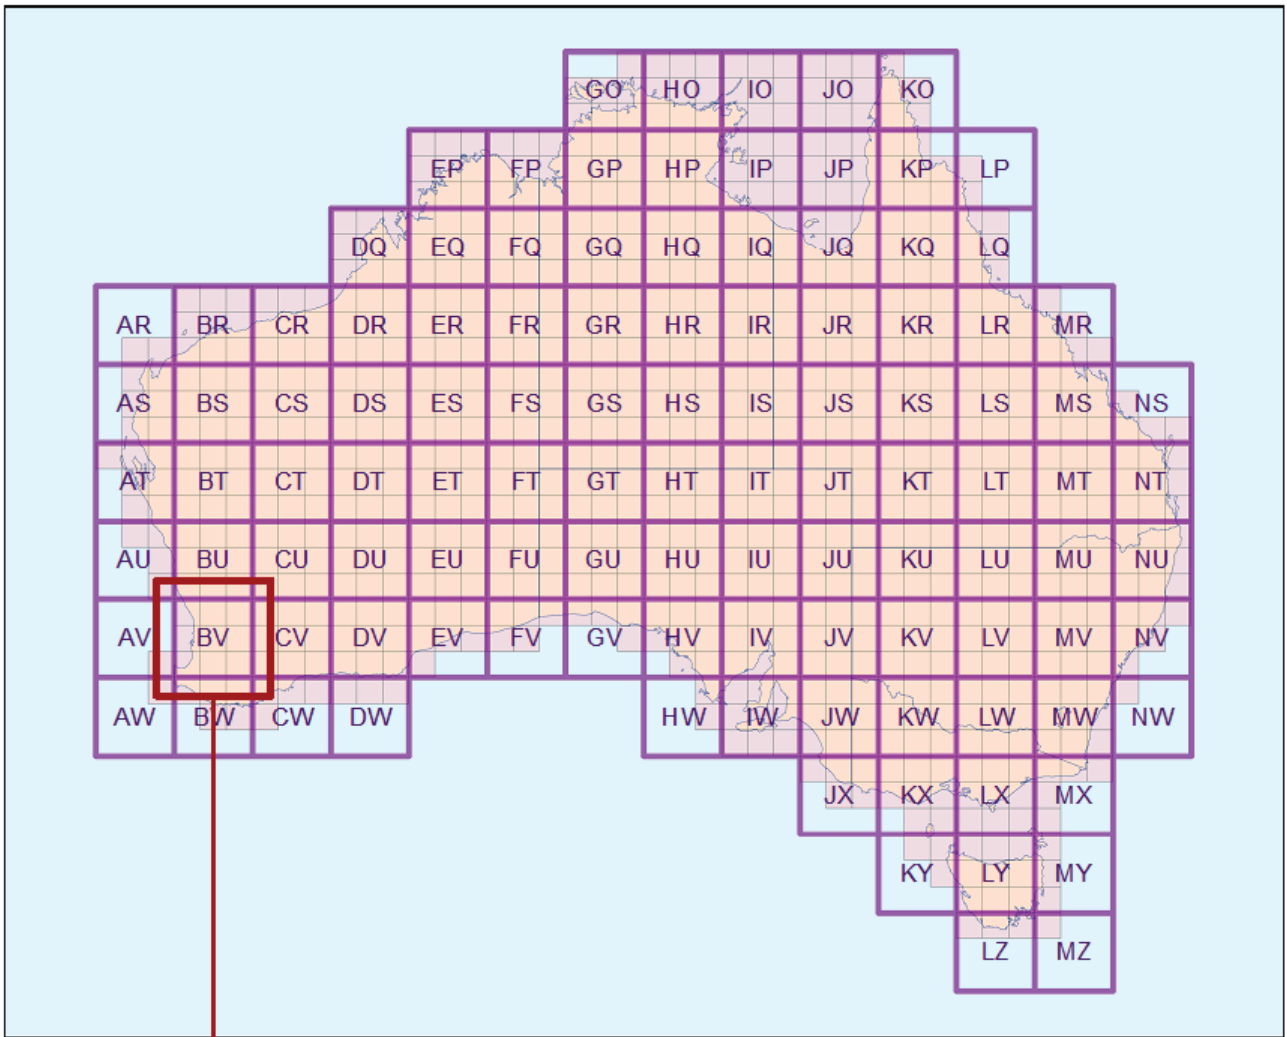 GO HO IO JO KO
EP FP GP HP IP JP KP LP
DQ EQ FQ GQ HQ IQ JQ KQ LQ
AR BR CR DR ER FR GR HR IR JR KR LR MR
AS BS CS DS ES FS GS HS IS JS KS LS MS NS
AT BT CT DT ET FT GT HT IT JT KT LT MT NT
AU BU CU DU EU FU GU HU IU JU KU LU MU NU
AV BV CV DV EV FV GV HV IV JV KV LV MV NV
AW BW CW DW HW IW JW KW LW MW NW
JX KX LX MX
KY LY MY
LZ MZ